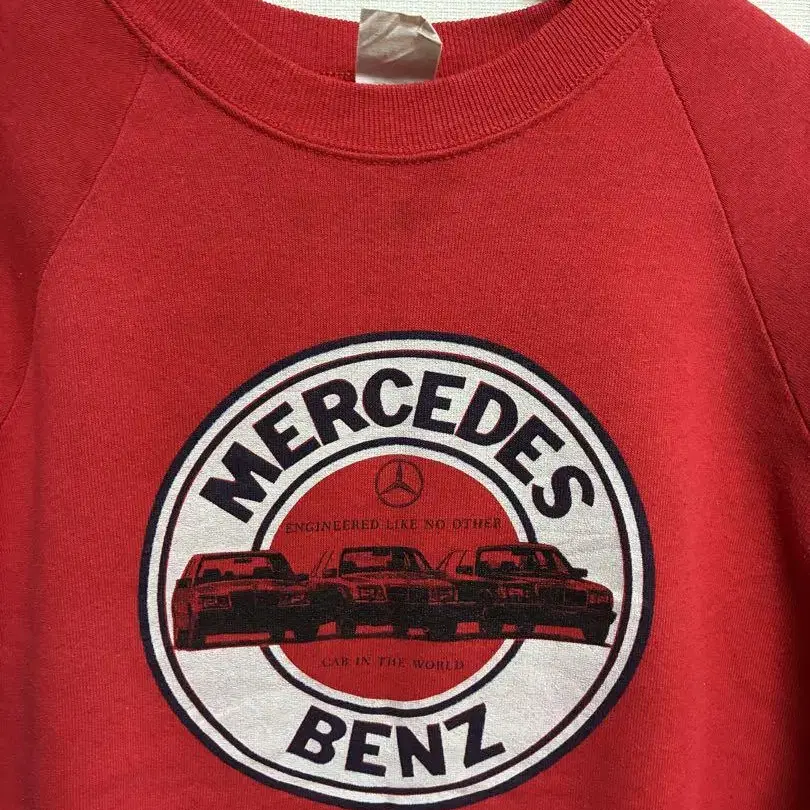 MERCEDES
ENGINEERED LIKE NO OTHER
CAR IN THE WORLD
BENZ